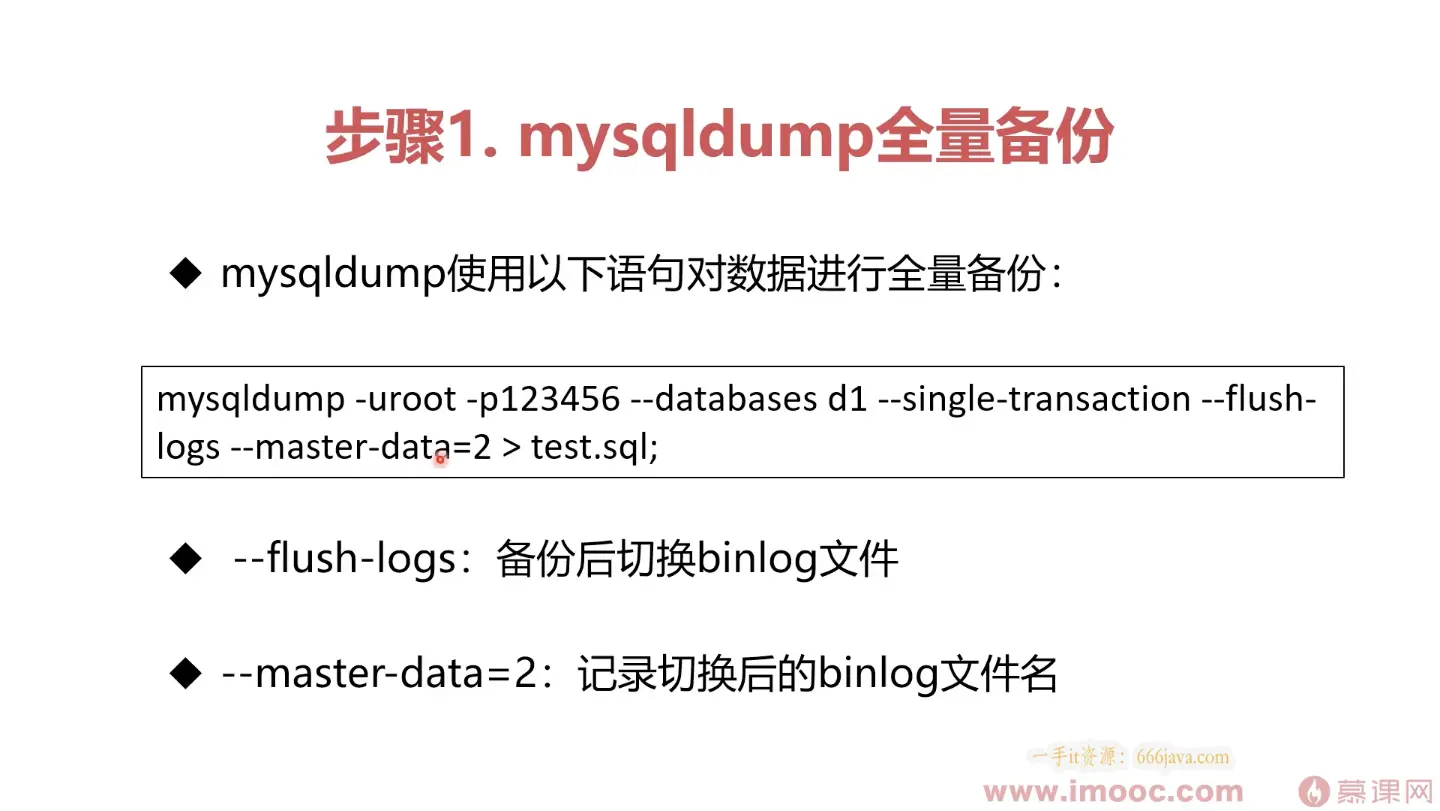 步骤1. mysqldump全量备份
◆ mysqldump使用以下语句对数据进行全量备份：
mysqldump -uroot -p123456 --databases d1 --single-transaction --flush-
logs --master-data=2 > test.sql;
◆ --flush-logs：备份后切换binlog文件
◆ --master-data=2：记录切换后的binlog文件名
一手it资源：666java.com
www.imooc.com 慕课网